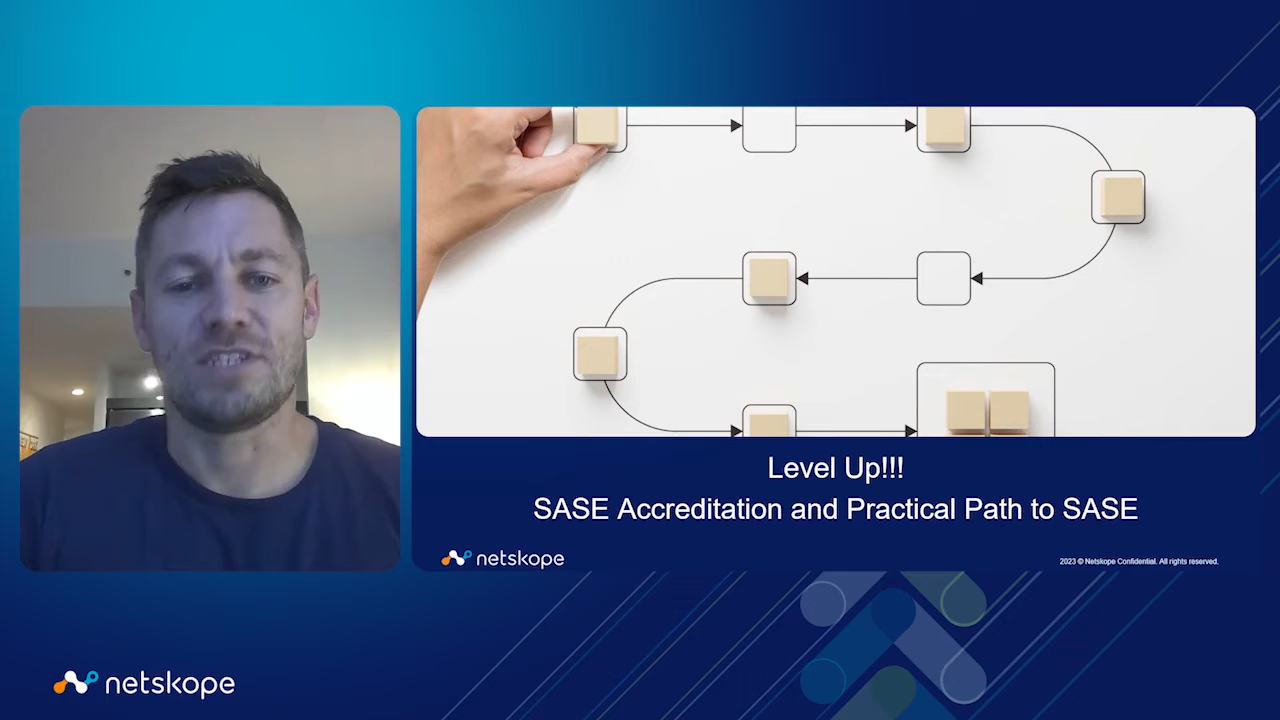 Level Up!!!
SASE Accreditation and Practical Path to SASE
netskope
2023 © Netskope Confidential. All rights reserved.
netskope